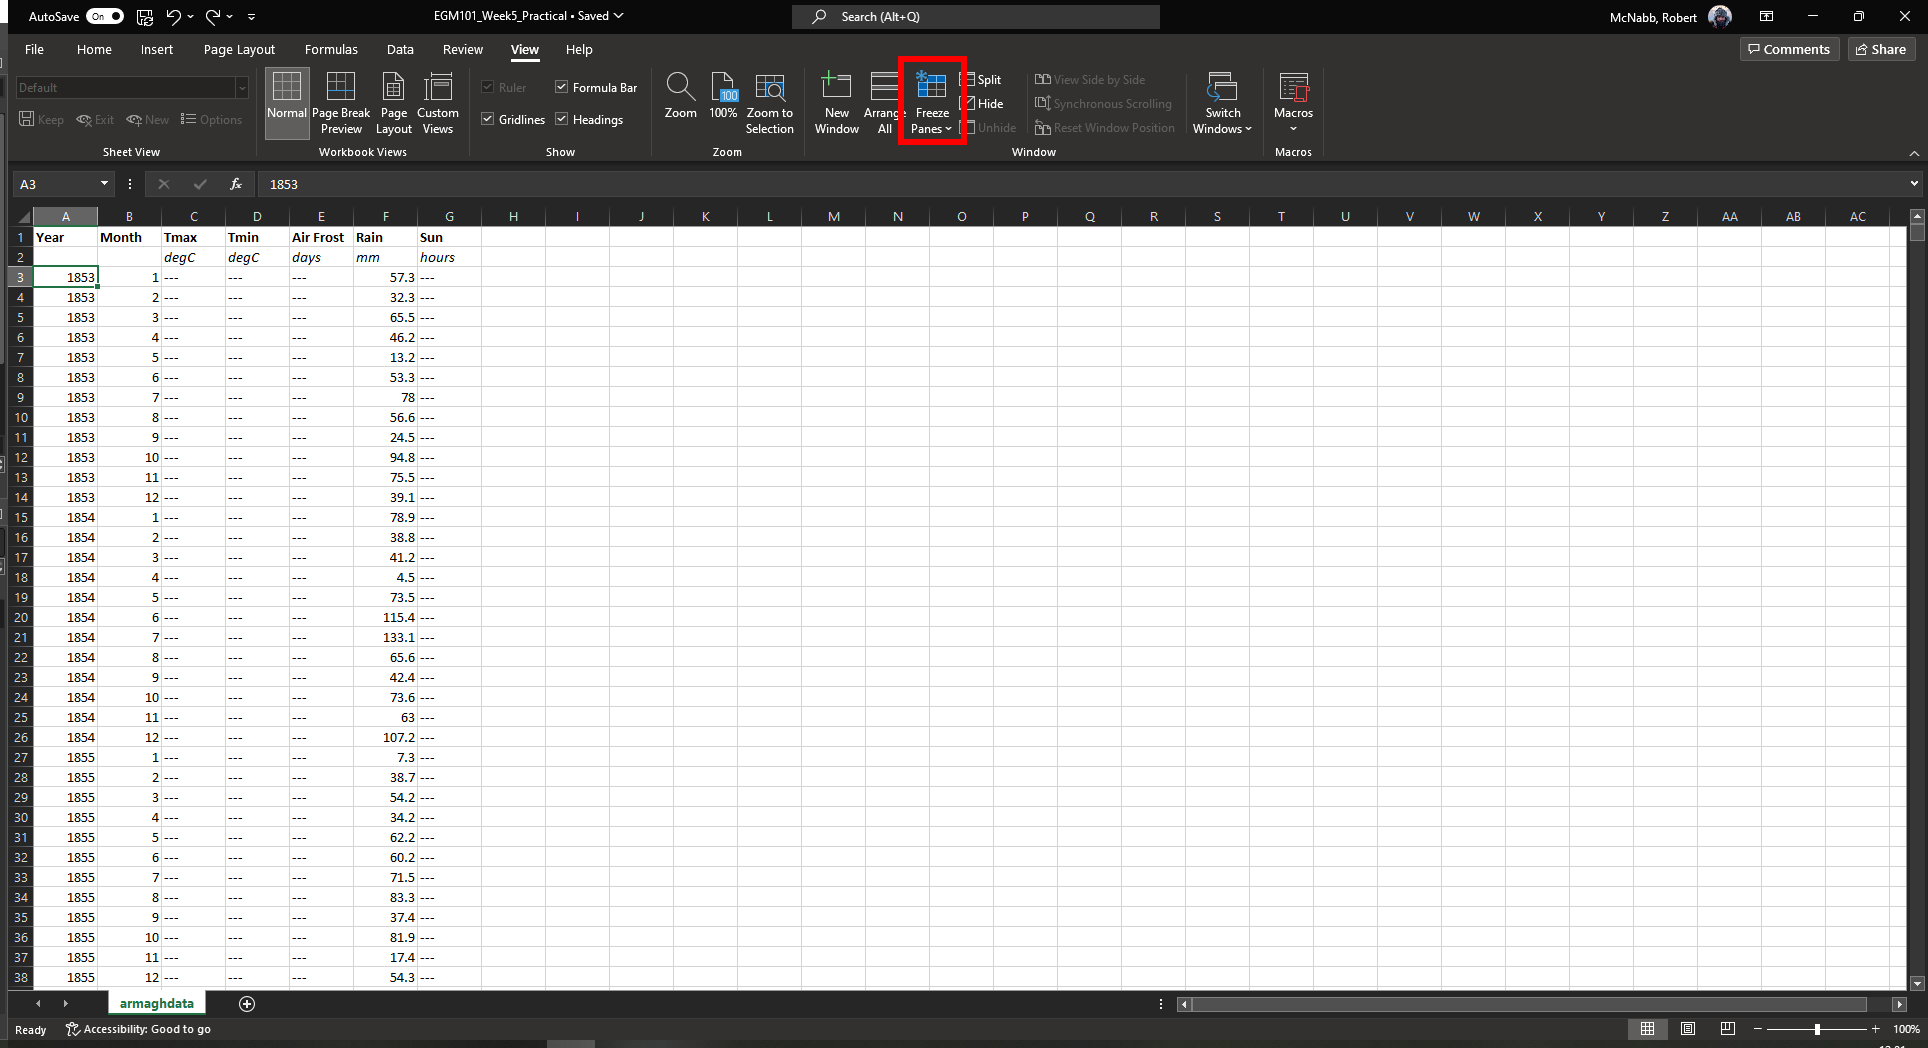 AutoSave On EGM101_Week5_Practical • Saved Search (Alt+Q) McNabb, Robert
File Home Insert Page Layout Formulas Data Review View Help Comments Share
Default
Keep Exit New Options
Sheet View
Normal Page Break Preview Page Layout Custom Views
Workbook Views
Ruler Formula Bar
Gridlines Headings
Show
Zoom 100 100% Zoom to Selection
Zoom
New Window Arrange All Freeze Panes
Split
Hide
Unhide
View Side by Side
Synchronous Scrolling
Reset Window Position
Switch Windows
Window
Macros
Macros
A3 fx 1853
A B C D E F G H I J K L M N O P Q R S T U V W X Y Z AA AB AC
1 Year Month Tmax Tmin Air Frost Rain Sun
2 degC degC days mm hours
3 1853 1 --- --- --- 57.3 ---
4 1853 2 --- --- --- 32.3 ---
5 1853 3 --- --- --- 65.5 ---
6 1853 4 --- --- --- 46.2 ---
7 1853 5 --- --- --- 13.2 ---
8 1853 6 --- --- --- 53.3 ---
9 1853 7 --- --- --- 78 ---
10 1853 8 --- --- --- 56.6 ---
11 1853 9 --- --- --- 24.5 ---
12 1853 10 --- --- --- 94.8 ---
13 1853 11 --- --- --- 75.5 ---
14 1853 12 --- --- --- 39.1 ---
15 1854 1 --- --- --- 78.9 ---
16 1854 2 --- --- --- 38.8 ---
17 1854 3 --- --- --- 41.2 ---
18 1854 4 --- --- --- 4.5 ---
19 1854 5 --- --- --- 73.5 ---
20 1854 6 --- --- --- 115.4 ---
21 1854 7 --- --- --- 133.1 ---
22 1854 8 --- --- --- 65.6 ---
23 1854 9 --- --- --- 42.4 ---
24 1854 10 --- --- --- 73.6 ---
25 1854 11 --- --- --- 63 ---
26 1854 12 --- --- --- 107.2 ---
27 1855 1 --- --- --- 7.3 ---
28 1855 2 --- --- --- 38.7 ---
29 1855 3 --- --- --- 54.2 ---
30 1855 4 --- --- --- 34.2 ---
31 1855 5 --- --- --- 62.2 ---
32 1855 6 --- --- --- 60.2 ---
33 1855 7 --- --- --- 71.5 ---
34 1855 8 --- --- --- 83.3 ---
35 1855 9 --- --- --- 37.4 ---
36 1855 10 --- --- --- 81.9 ---
37 1855 11 --- --- --- 17.4 ---
38 1855 12 --- --- --- 54.3 ---
armaghdata
Ready Accessibility: Good to go 100%